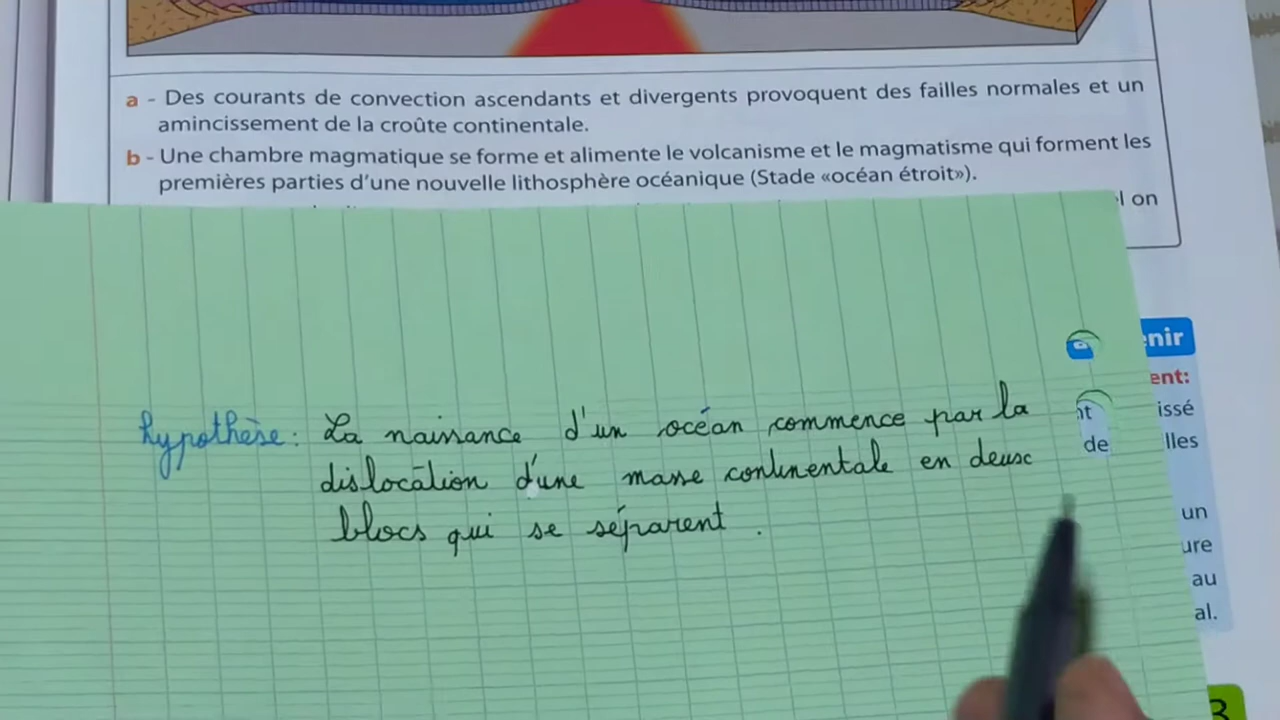 a - Des courants de convection ascendants et divergents provoquent des failles normales et un
amincissement de la croûte continentale.
b - Une chambre magmatique se forme et alimente le volcanisme et le magmatisme qui forment les
premières parties d'une nouvelle lithosphère océanique (Stade «océan étroit»).
l on
nir
ent:
hypothèse: La naissance d'un océan commence par la
nt issé
dislocation d'une masse continentale en deux
de lles
blocs qui se séparent.
un
ure
au
al.
3